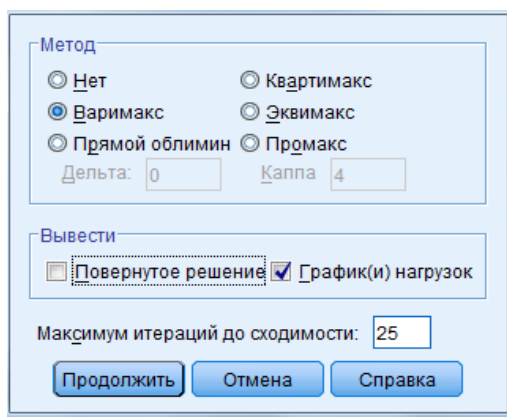 Метод
Нет Квартимакс
Варимакс Эквимакс
Прямой облимин Промакс
Дельта: 0 Каппа 4
Вывести
Повернутое решение График(и) нагрузок
Максимум итераций до сходимости: 25
Продолжить Отмена Справка